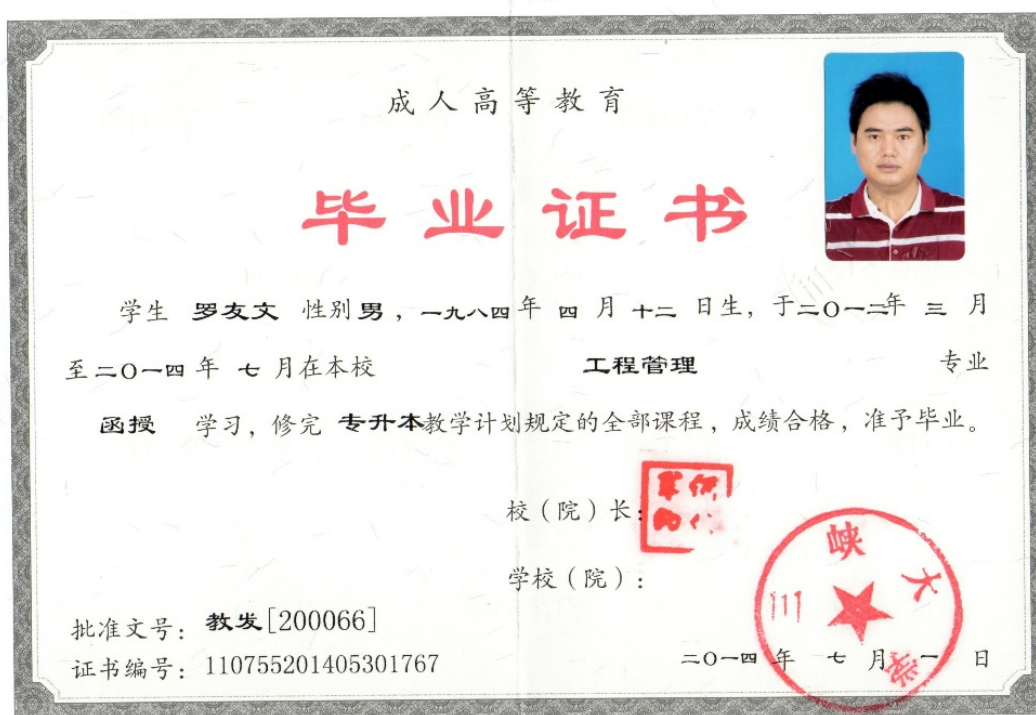 成人高等教育
毕业证书
学生 罗友文 性别 男，一九八四年 四 月 十二 日生，于二〇一二年 三 月
至二〇一四 年 七 月在本校 工程管理 专业
函授 学习，修完 专升本教学计划规定的全部课程，成绩合格，准予毕业。
校（院）长：
学校（院）：
三峡大学
批准文号：教发[200066]
证书编号：110755201405301767
二〇一四 年 七 月 一 日